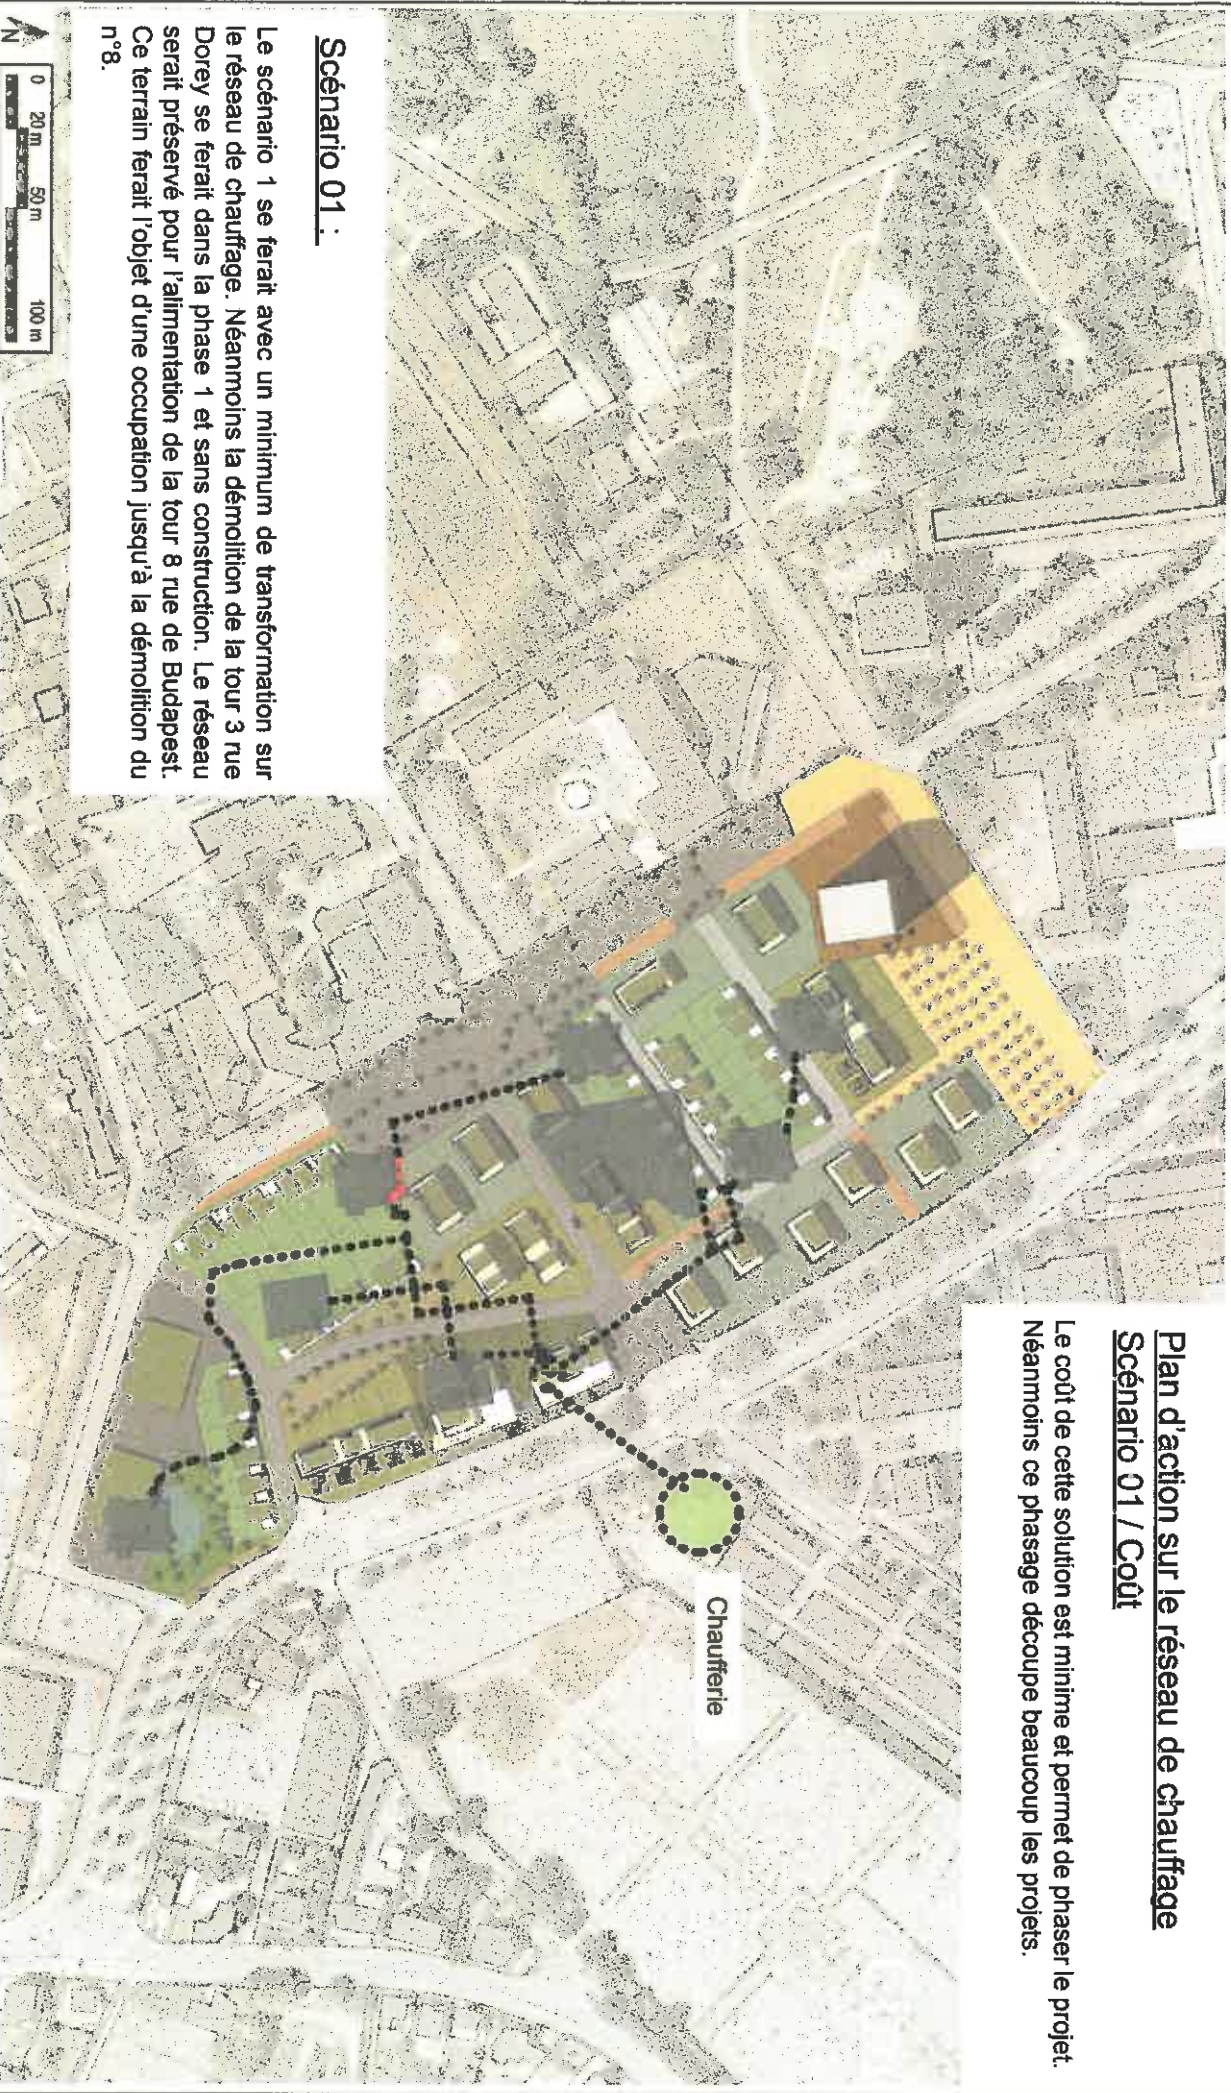 Plan d'action sur le réseau de chauffage
Scénario 01 / Coût
Le coût de cette solution est minime et permet de phaser le projet.
Néanmoins ce phasage découpe beaucoup les projets.
Chaufferie
Scénario 01 :
Le scénario 1 se ferait avec un minimum de transformation sur
le réseau de chauffage. Néanmoins la démolition de la tour 3 rue
Dorey se ferait dans la phase 1 et sans construction. Le réseau
serait préservé pour l'alimentation de la tour 8 rue de Budapest.
Ce terrain ferait l'objet d'une occupation jusqu'à la démolition du
n°8.
N
0 20 m 50 m 100 m